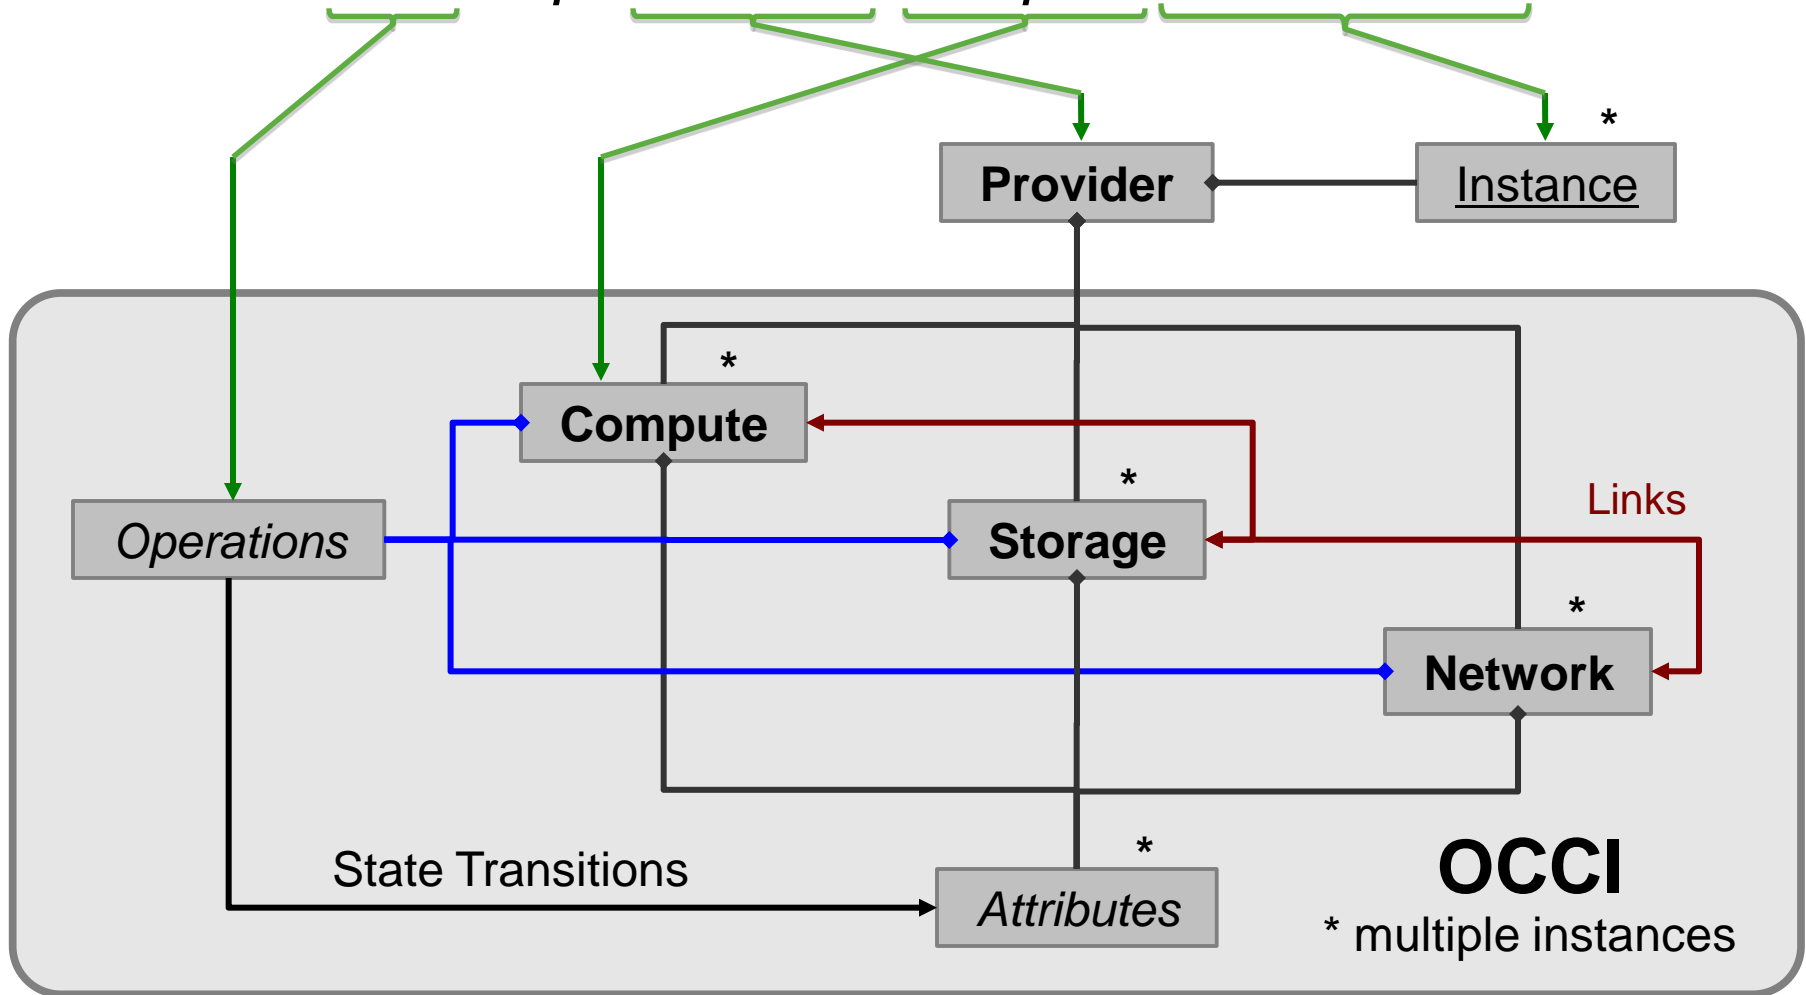 *
Provider
Instance
*
Compute
*
Links
Operations
Storage
*
Network
*
State Transitions
Attributes
OCCI
* multiple instances